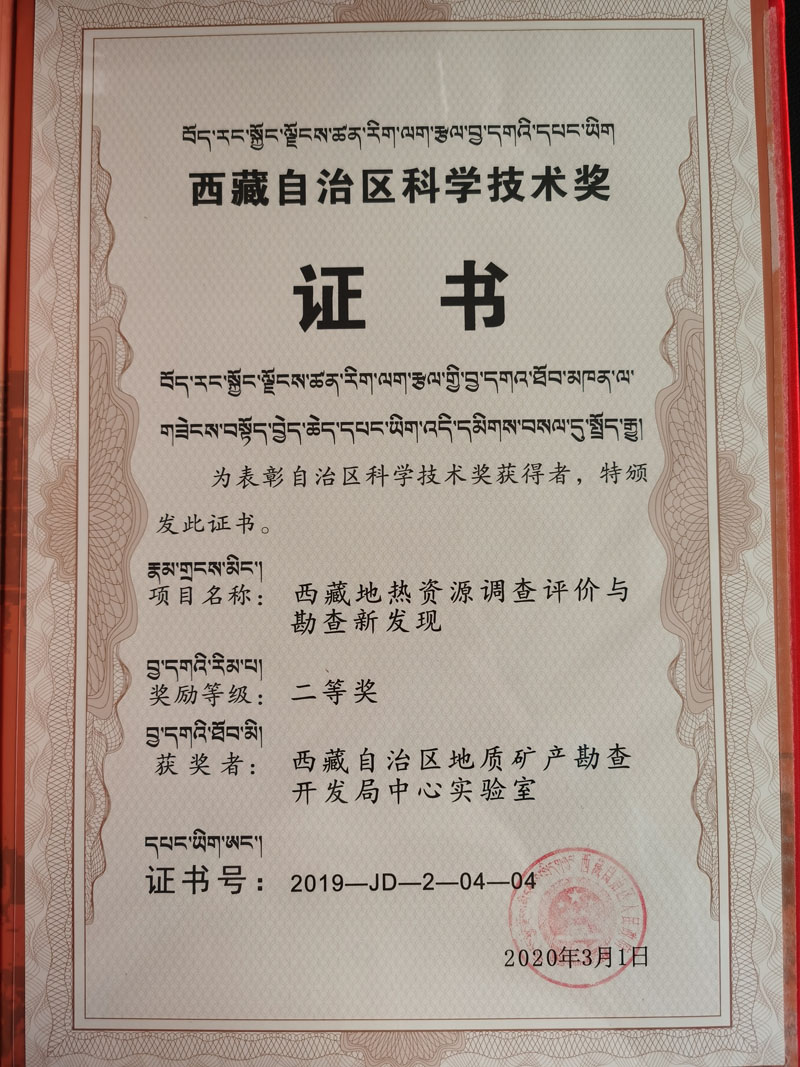 བོད་རང་སྐྱོང་ལྗོངས་ཚན་རིག་ལག་རྩལ་བྱ་དགའི་དཔང་ཡིག
西藏自治区科学技术奖
证 书
བོད་རང་སྐྱོང་ལྗོངས་ཚན་རིག་ལག་རྩལ་གྱི་བྱ་དགའ་ཐོབ་མཁན་ལ་
གཟེངས་བསྟོད་བྱེད་ཆེད་དཔང་ཡིག་འདི་དམིགས་བསལ་དུ་སྤྲོད་རྒྱུ།
为表彰自治区科学技术奖获得者，特颁
发此证书。
རྣམ་གྲངས་མིང་།
项目名称： 西藏地热资源调查评价与
勘查新发现
བྱ་དགའི་རིམ་པ།
奖励等级： 二等奖
བྱ་དགའི་ཐོབ་མི།
获奖者： 西藏自治区地质矿产勘查
开发局中心实验室
དཔང་ཡིག་ཨང་།
证书号： 2019—JD—2—04—04
2020年3月1日